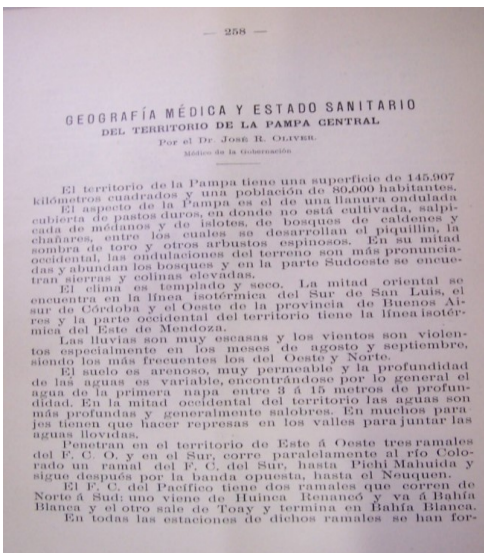 — 258 —
GEOGRAFÍA MÉDICA Y ESTADO SANITARIO
DEL TERRITORIO DE LA PAMPA CENTRAL
Por el Dr. José R. Oliver.
Médico de la Gobernación
El territorio de la Pampa tiene una superficie de 145.907
kilómetros cuadrados y una población de 80.000 habitantes.
El aspecto de la Pampa es el de una llanura ondulada
cubierta de pastos duros, en donde no está cultivada, salpi-
cada de médanos y de islotes, de bosques de caldenes y
chañares, entre los cuales se desarrollan el piquillin, la
sombra de toro y otros arbustos espinosos. En su mitad
occidental, las ondulaciones del terreno son más pronuncia-
das y abundan los bosques y en la parte Sudoeste se encue-
tran sierras y colinas elevadas.
El clima es templado y seco. La mitad oriental se
encuentra en la línea isotérmica del Sur de San Luis, el
sur de Córdoba y el Oeste de la provincia de Buenos Ai-
res y la parte occidental del territorio tiene la línea isotér-
mica del Este de Mendoza.
Las lluvias son muy escasas y los vientos son violen-
tos especialmente en los meses de agosto y septiembre,
siendo los más frecuentes los del Oeste y Norte.
El suelo es arenoso, muy permeable y la profundidad
de las aguas es variable, encontrándose por lo general el
agua de la primera napa entre 3 á 15 metros de profun-
didad. En la mitad occidental del territorio las aguas son
más profundas y generalmente salobres. En muchos para-
jes tienen que hacer represas en los valles para juntar las
aguas llovidas.
Penetran en el territorio de Este á Oeste tres ramales
del F. C. O. y en el Sur, corre paralelamente al río Colo-
rado un ramal del F. C. del Sur, hasta Pichi Mahuida y
sigue después por la banda opuesta, hasta el Neuquen.
El F. C. del Pacífico tiene dos ramales que corren de
Norte á Sud: uno viene de Huinca Renancó y va á Bahía
Blanca y el otro sale de Toay y termina en Bahía Blanca.
En todas las estaciones de dichos ramales se han for-